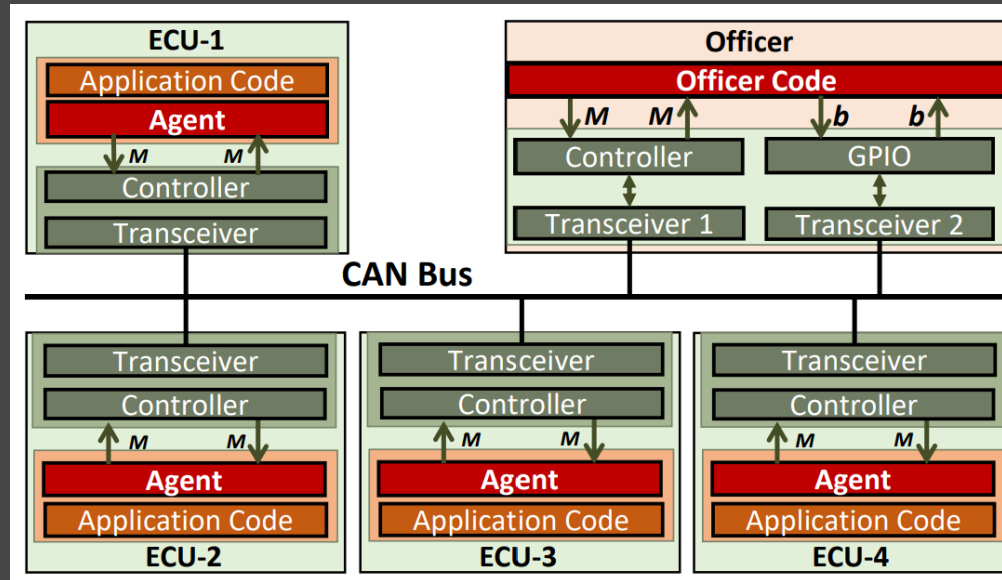 ECU-1
Application Code
Agent
M M
Controller
Transceiver
Officer
Officer Code
M M b b
Controller GPIO
Transceiver 1 Transceiver 2
CAN Bus
Transceiver
Controller
M M
Agent
Application Code
ECU-2
Transceiver
Controller
M M
Agent
Application Code
ECU-3
Transceiver
Controller
M M
Agent
Application Code
ECU-4